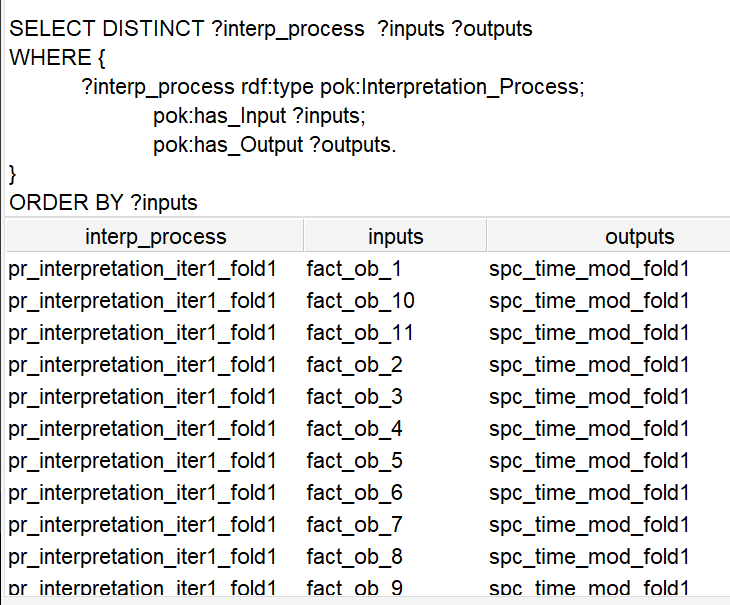 SELECT DISTINCT ?interp_process  ?inputs ?outputs
WHERE {
?interp_process rdf:type pok:Interpretation_Process;
pok:has_Input ?inputs;
pok:has_Output ?outputs.
}
ORDER BY ?inputs
interp_process inputs outputs
pr_interpretation_iter1_fold1 fact_ob_1 spc_time_mod_fold1
pr_interpretation_iter1_fold1 fact_ob_10 spc_time_mod_fold1
pr_interpretation_iter1_fold1 fact_ob_11 spc_time_mod_fold1
pr_interpretation_iter1_fold1 fact_ob_2 spc_time_mod_fold1
pr_interpretation_iter1_fold1 fact_ob_3 spc_time_mod_fold1
pr_interpretation_iter1_fold1 fact_ob_4 spc_time_mod_fold1
pr_interpretation_iter1_fold1 fact_ob_5 spc_time_mod_fold1
pr_interpretation_iter1_fold1 fact_ob_6 spc_time_mod_fold1
pr_interpretation_iter1_fold1 fact_ob_7 spc_time_mod_fold1
pr_interpretation_iter1_fold1 fact_ob_8 spc_time_mod_fold1
pr_interpretation_iter1_fold1 fact_ob_9 spc_time_mod_fold1